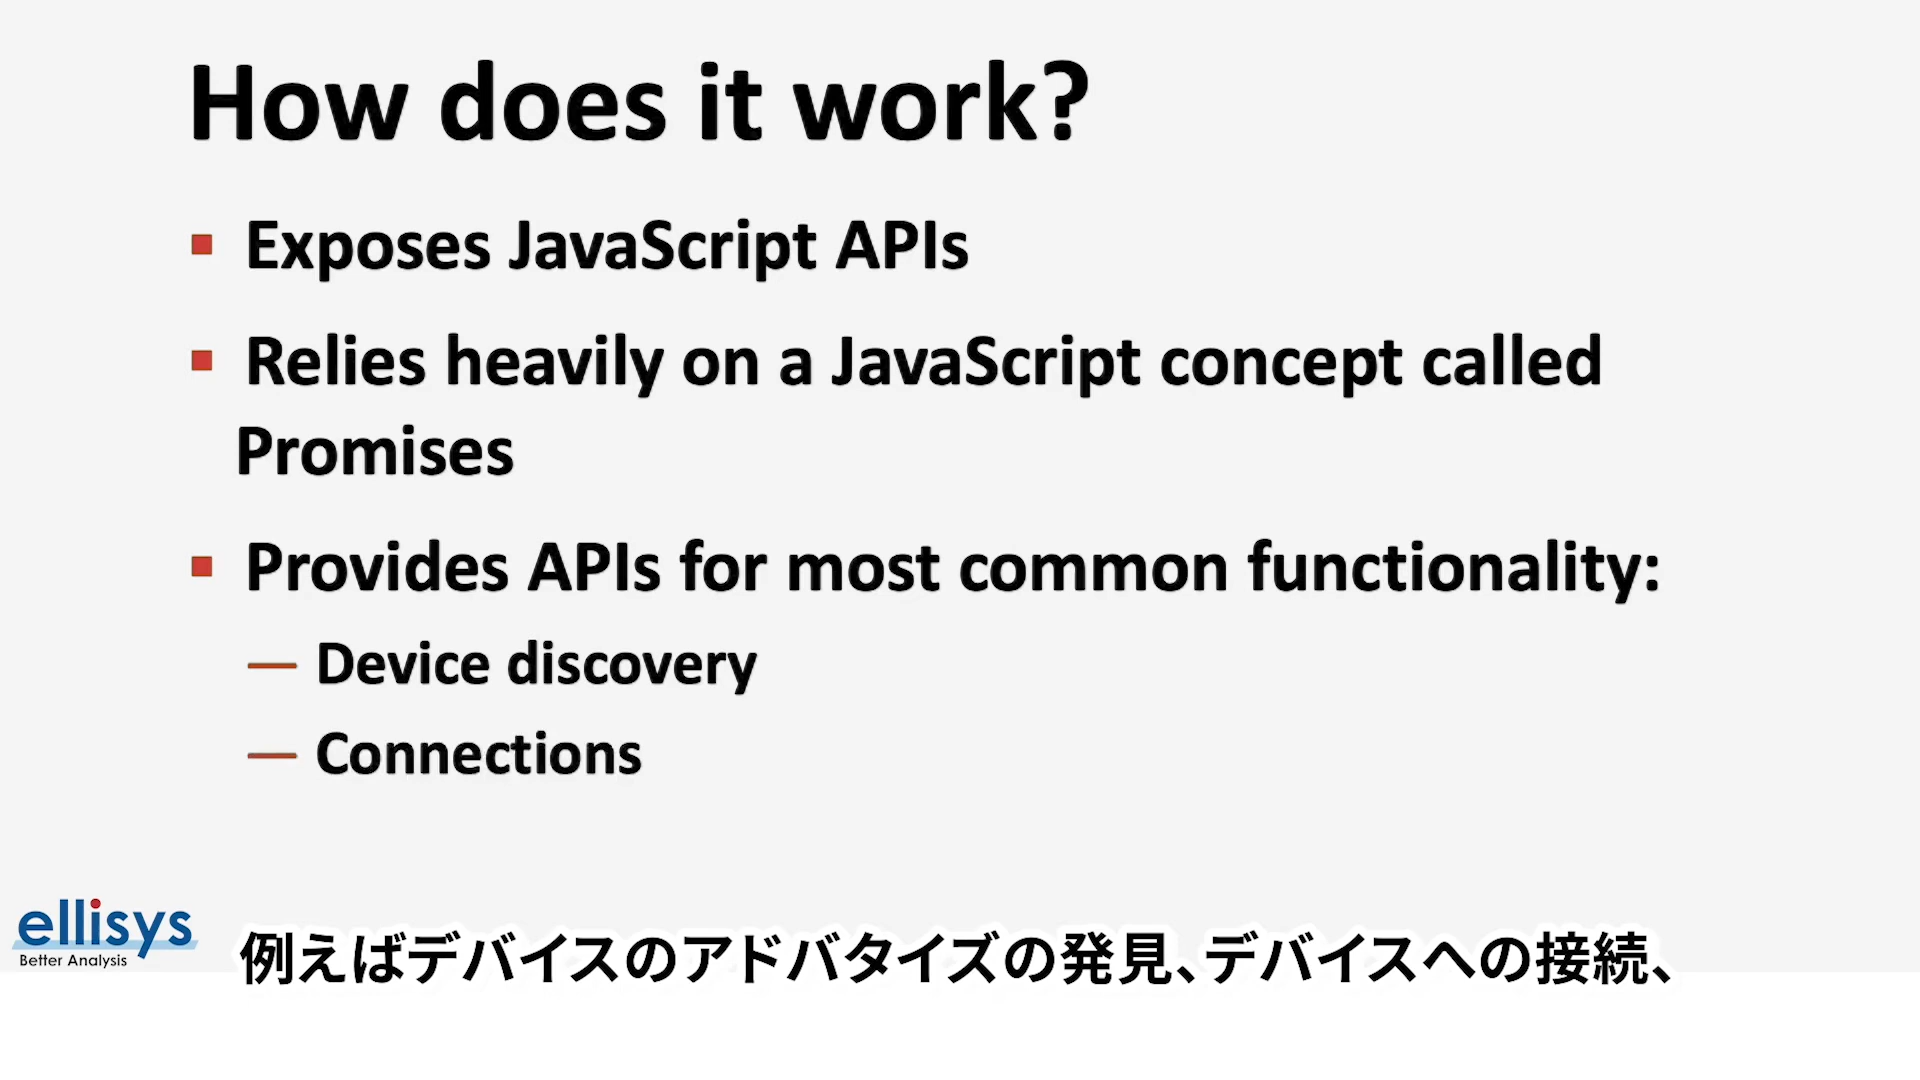 How does it work?
▪ Exposes JavaScript APIs
▪ Relies heavily on a JavaScript concept called
Promises
▪ Provides APIs for most common functionality:
— Device discovery
— Connections
ellisys
Better Analysis
例えばデバイスのアドバタイズの発見、デバイスへの接続、